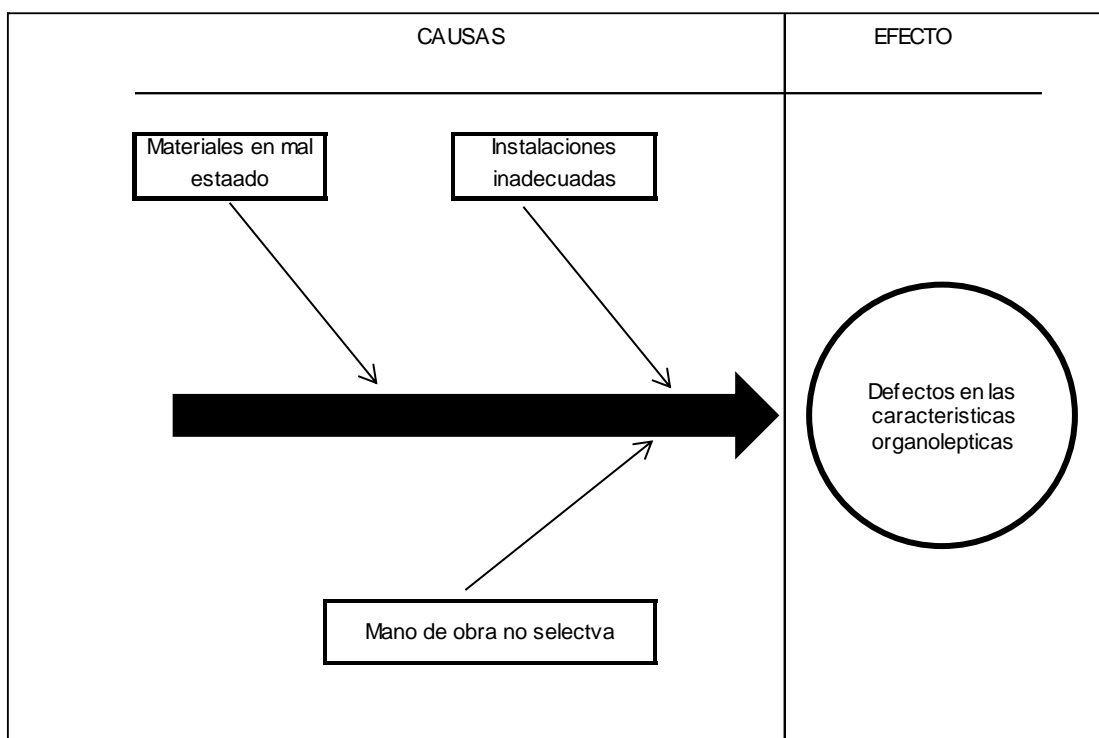 CAUSAS
EFECTO
Materiales en mal
estaado
Instalaciones
inadecuadas
Defectos en las
caracteristicas
organolepticas
Mano de obra no selectva